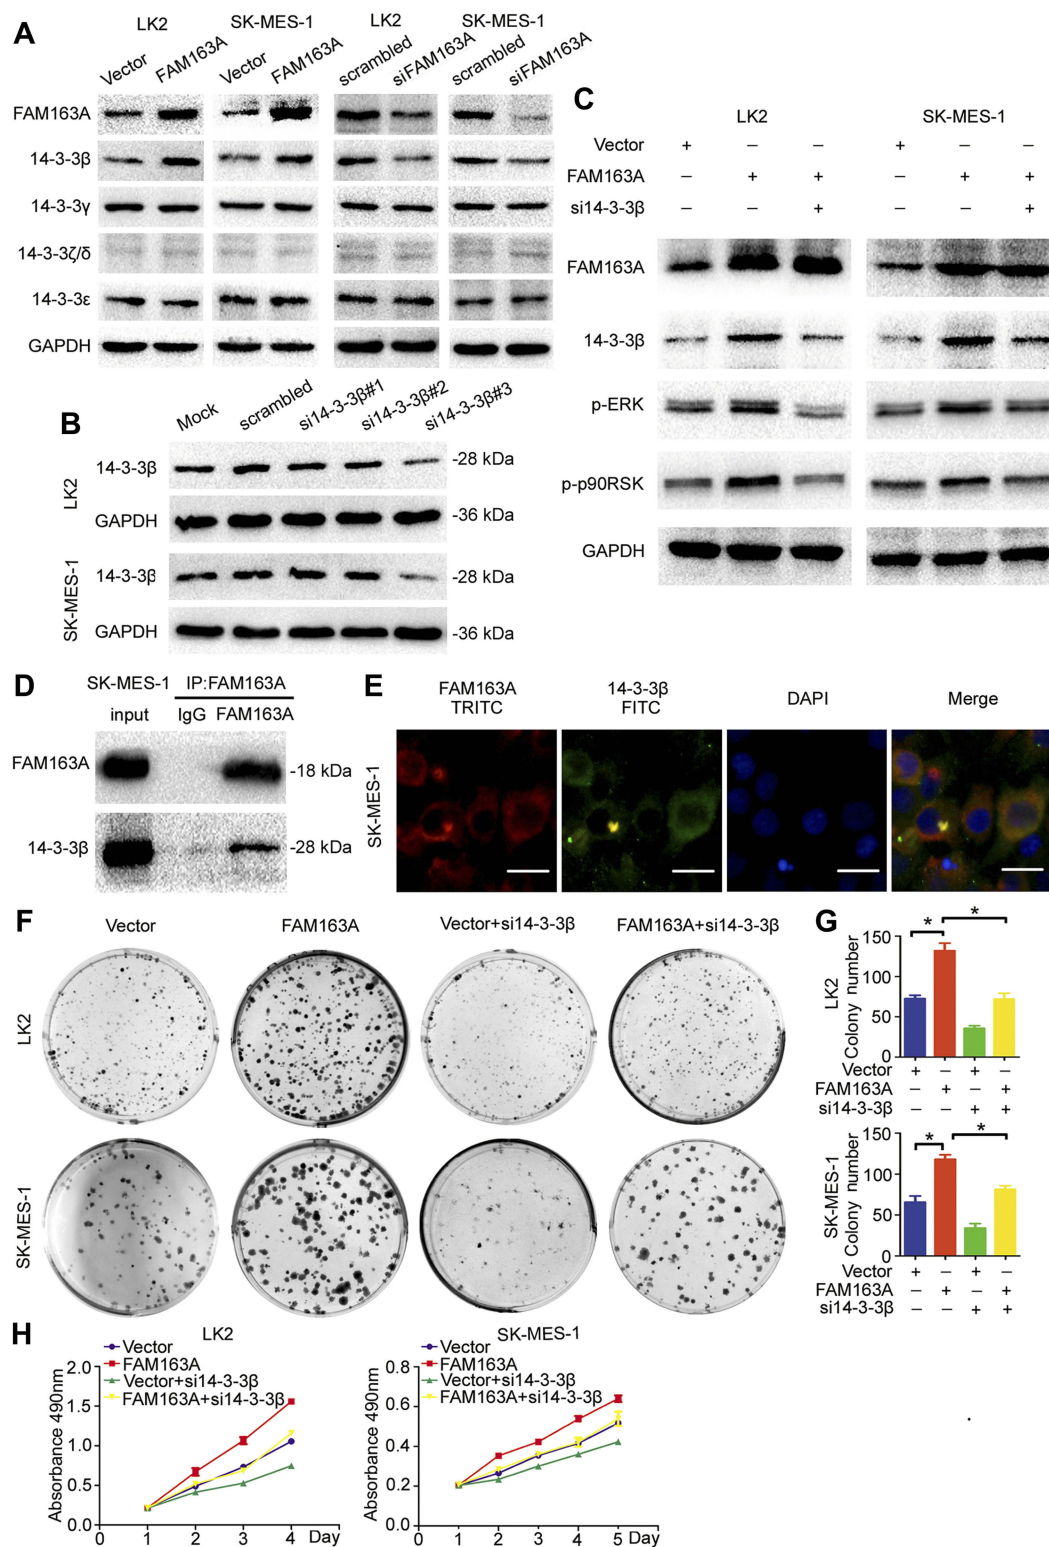 A
LK2 SK-MES-1 LK2 SK-MES-1
Vector FAM163A Vector FAM163A scrambled siFAM163A scrambled siFAM163A
FAM163A
14-3-3β
14-3-3γ
14-3-3ζ/δ
14-3-3ε
GAPDH
B
Mock scrambled si14-3-3β#1 si14-3-3β#2 si14-3-3β#3
LK2
14-3-3β -28 kDa
GAPDH -36 kDa
SK-MES-1
14-3-3β -28 kDa
GAPDH -36 kDa
C
LK2 SK-MES-1
Vector + − − + − −
FAM163A − + + − + +
si14-3-3β − − + − − +
FAM163A
14-3-3β
p-ERK
p-p90RSK
GAPDH
D
SK-MES-1 IP:FAM163A
input IgG FAM163A
FAM163A -18 kDa
14-3-3β -28 kDa
E
FAM163A 14-3-3β DAPI Merge
TRITC FITC
SK-MES-1
F
Vector FAM163A Vector+si14-3-3β FAM163A+si14-3-3β
LK2
SK-MES-1
G
LK2
Colony number
150
100
50
0
* *
Vector + − + −
FAM163A − + − +
si14-3-3β − − + +
SK-MES-1
Colony number
150
100
50
0
* *
Vector + − + −
FAM163A − + − +
si14-3-3β − − + +
H
LK2
Vector
FAM163A
Vector+si14-3-3β
FAM163A+si14-3-3β
Absorbance 490nm
2.0
1.5
1.0
0.5
0.0
0 1 2 3 4 Day
SK-MES-1
Vector
FAM163A
Vector+si14-3-3β
FAM163A+si14-3-3β
Absorbance 490nm
0.8
0.6
0.4
0.2
0.0
0 1 2 3 4 5 Day